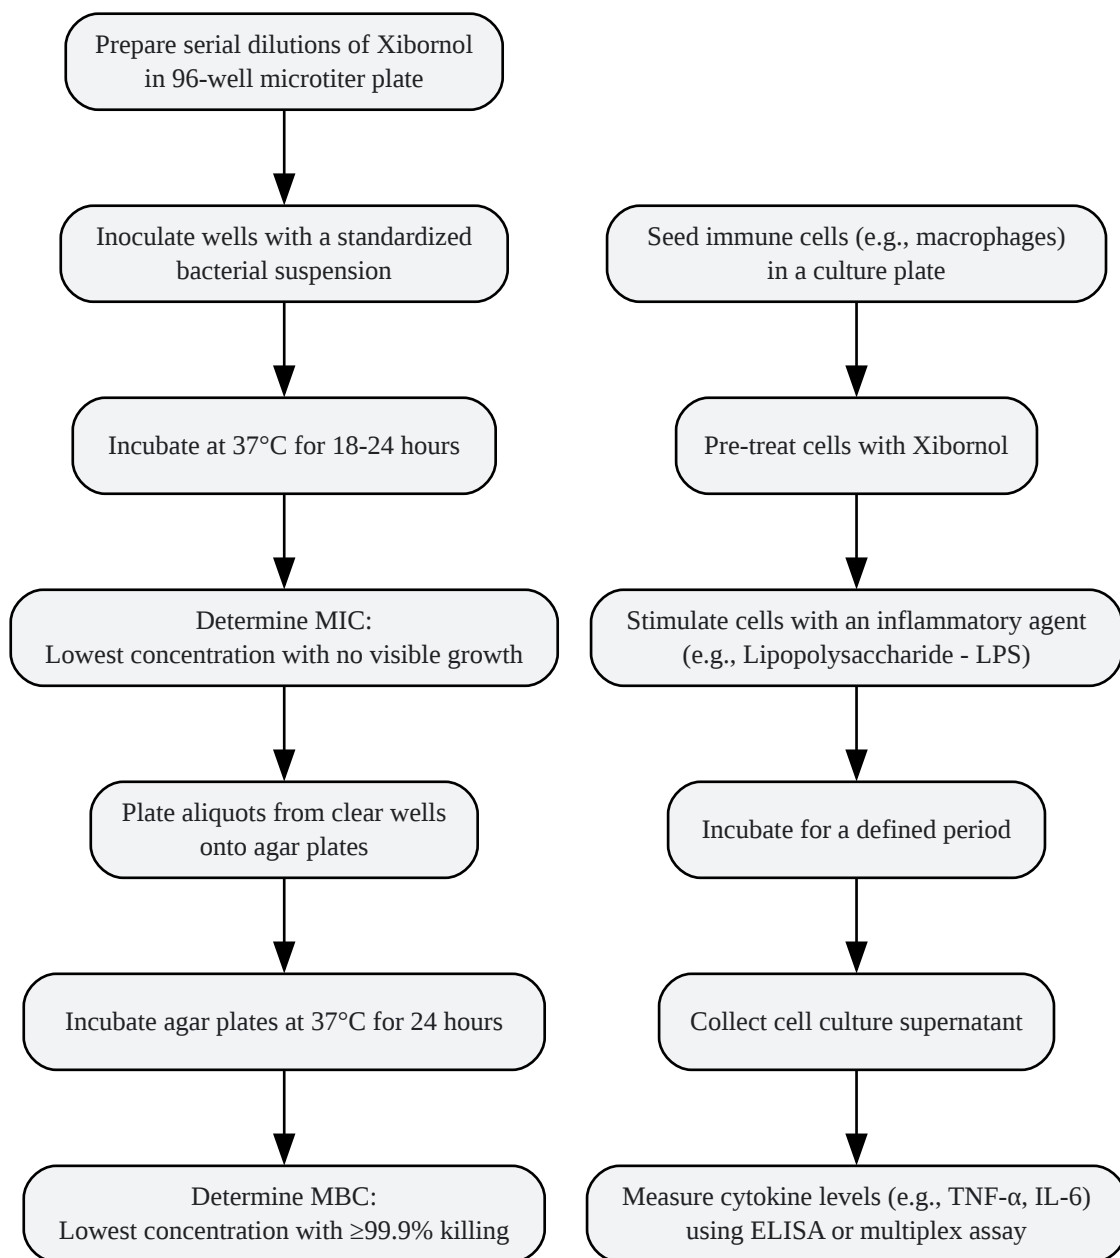 Prepare serial dilutions of Xibornol
in 96-well microtiter plate
Inoculate wells with a standardized
bacterial suspension
Incubate at 37°C for 18-24 hours
Determine MIC:
Lowest concentration with no visible growth
Plate aliquots from clear wells
onto agar plates
Incubate agar plates at 37°C for 24 hours
Determine MBC:
Lowest concentration with ≥99.9% killing
Seed immune cells (e.g., macrophages)
in a culture plate
Pre-treat cells with Xibornol
Stimulate cells with an inflammatory agent
(e.g., Lipopolysaccharide - LPS)
Incubate for a defined period
Collect cell culture supernatant
Measure cytokine levels (e.g., TNF-α, IL-6)
using ELISA or multiplex assay